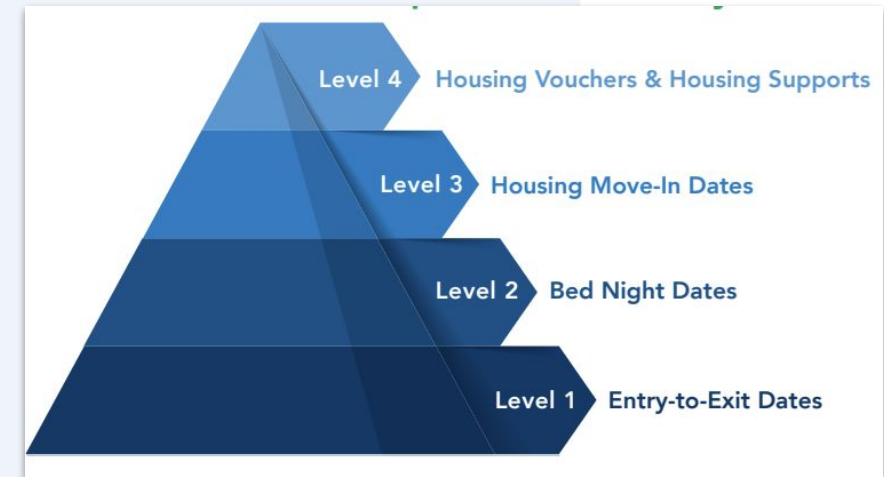 Level 4 Housing Vouchers & Housing Supports
Level 3 Housing Move-In Dates
Level 2 Bed Night Dates
Level 1 Entry-to-Exit Dates